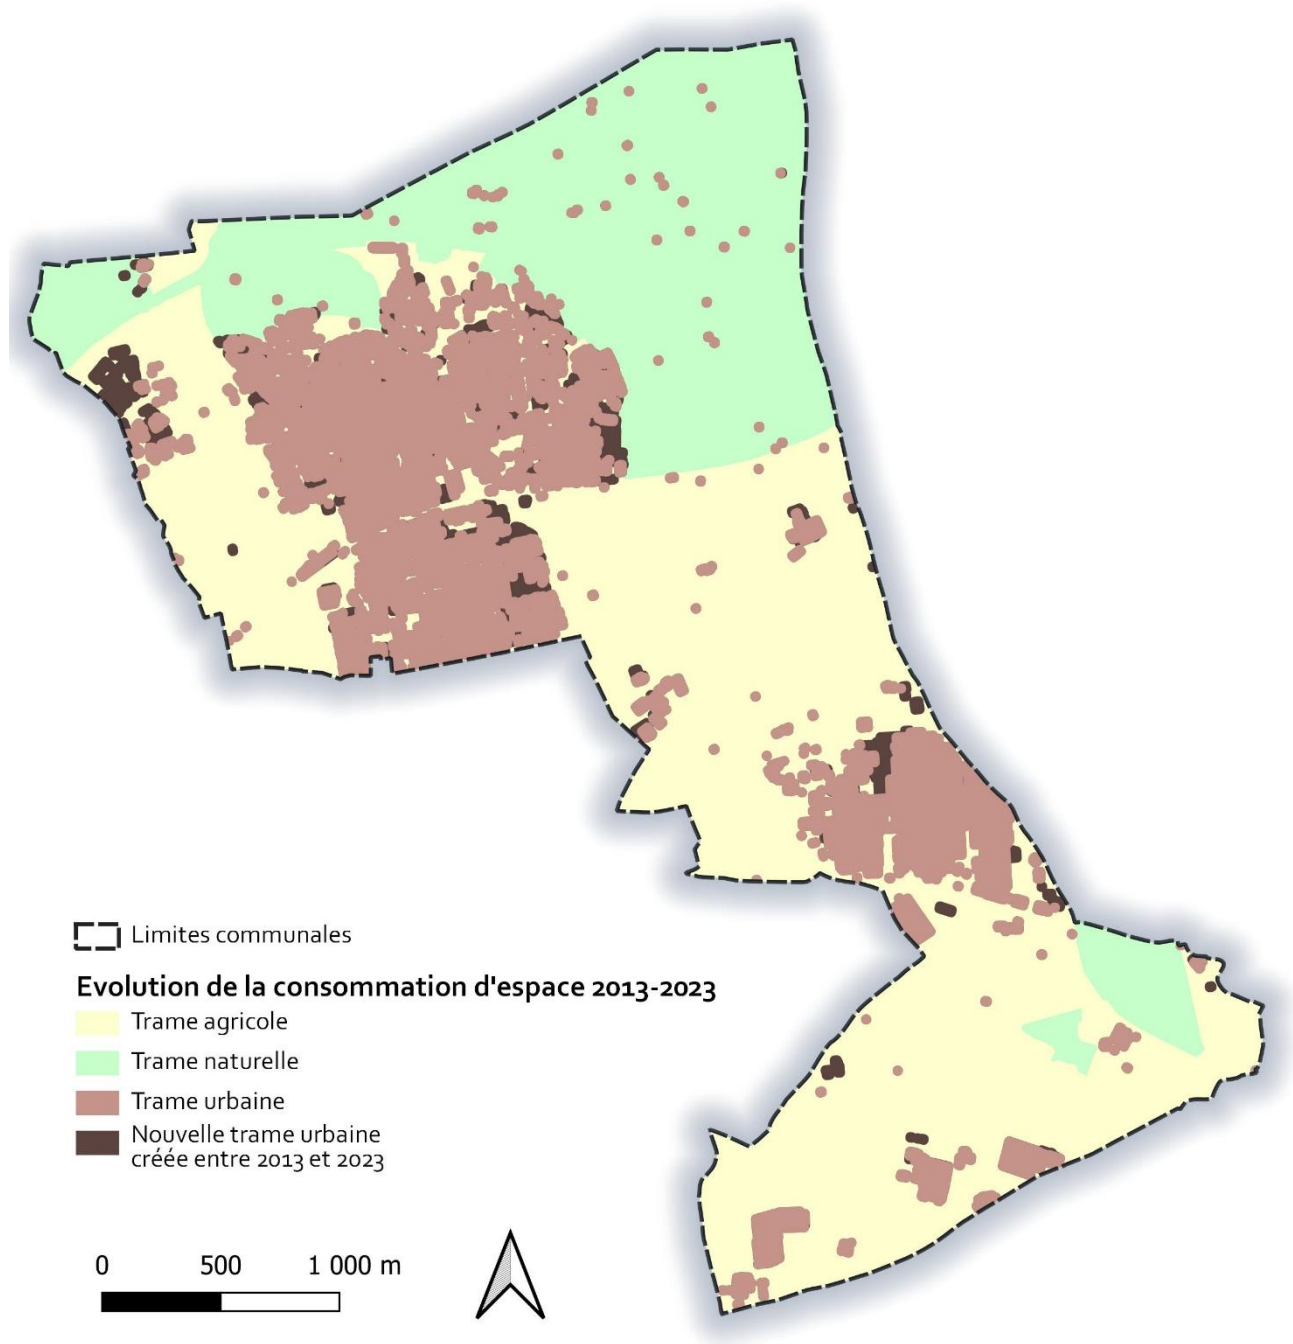 Limites communales
Evolution de la consommation d'espace 2013-2023
Trame agricole
Trame naturelle
Trame urbaine
Nouvelle trame urbaine
créée entre 2013 et 2023
0 500 1 000 m